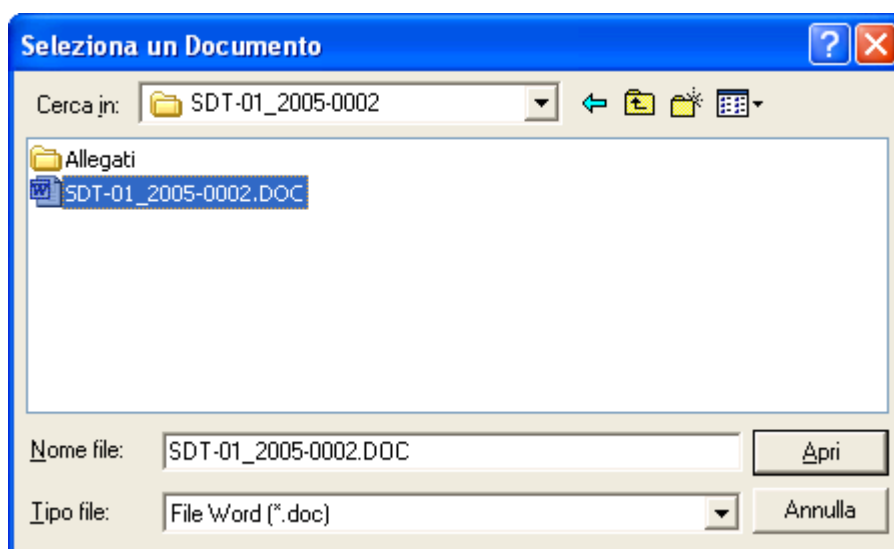 Seleziona un Documento
Cerca in: SDT-01_2005-0002
Allegati
SDT-01_2005-0002.DOC
Nome file: SDT-01_2005-0002.DOC Apri
Tipo file: File Word (*.doc) Annulla